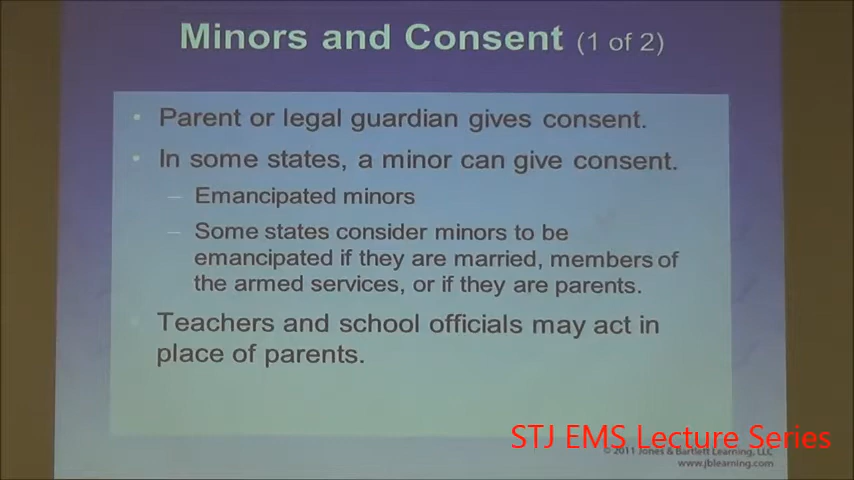 Minors and Consent (1 of 2)
• Parent or legal guardian gives consent.
• In some states, a minor can give consent.
– Emancipated minors
– Some states consider minors to be
emancipated if they are married, members of
the armed services, or if they are parents.
• Teachers and school officials may act in
place of parents.
STJ EMS Lecture Series
© 2011 Jones & Bartlett Learning, LLC
www.jblearning.com